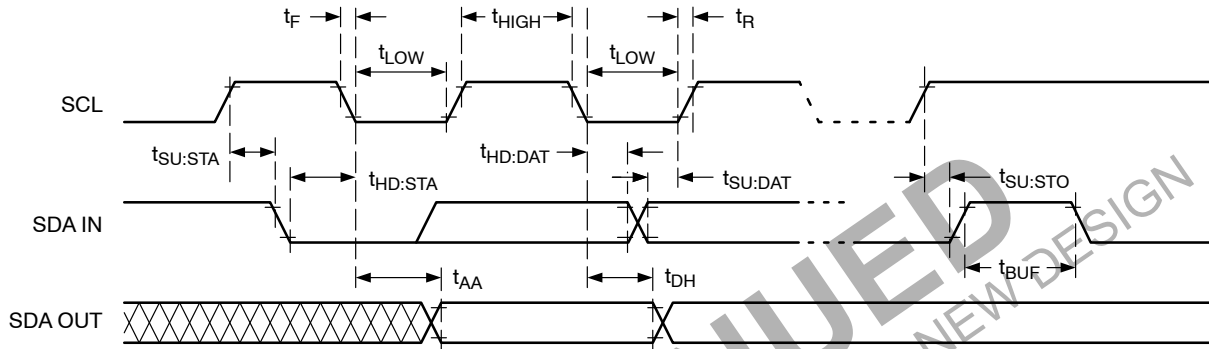 tF tHIGH tR
tLOW tLOW
SCL
tSU:STA tHD:STA tHD:DAT tSU:DAT tSU:STO
SDA IN
tAA tDH tBUF
SDA OUT
UED
NEW DESIGN